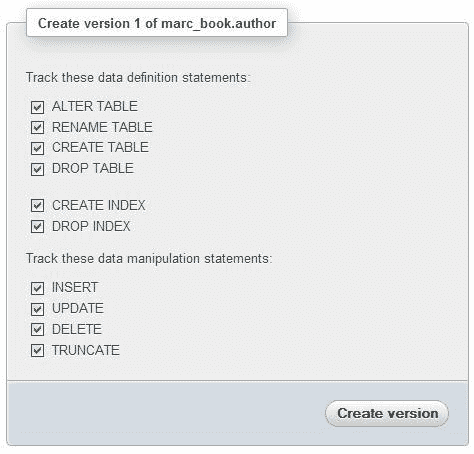 Create version 1 of marc_book.author
Track these data definition statements:
ALTER TABLE
RENAME TABLE
CREATE TABLE
DROP TABLE
CREATE INDEX
DROP INDEX
Track these data manipulation statements:
INSERT
UPDATE
DELETE
TRUNCATE
Create version